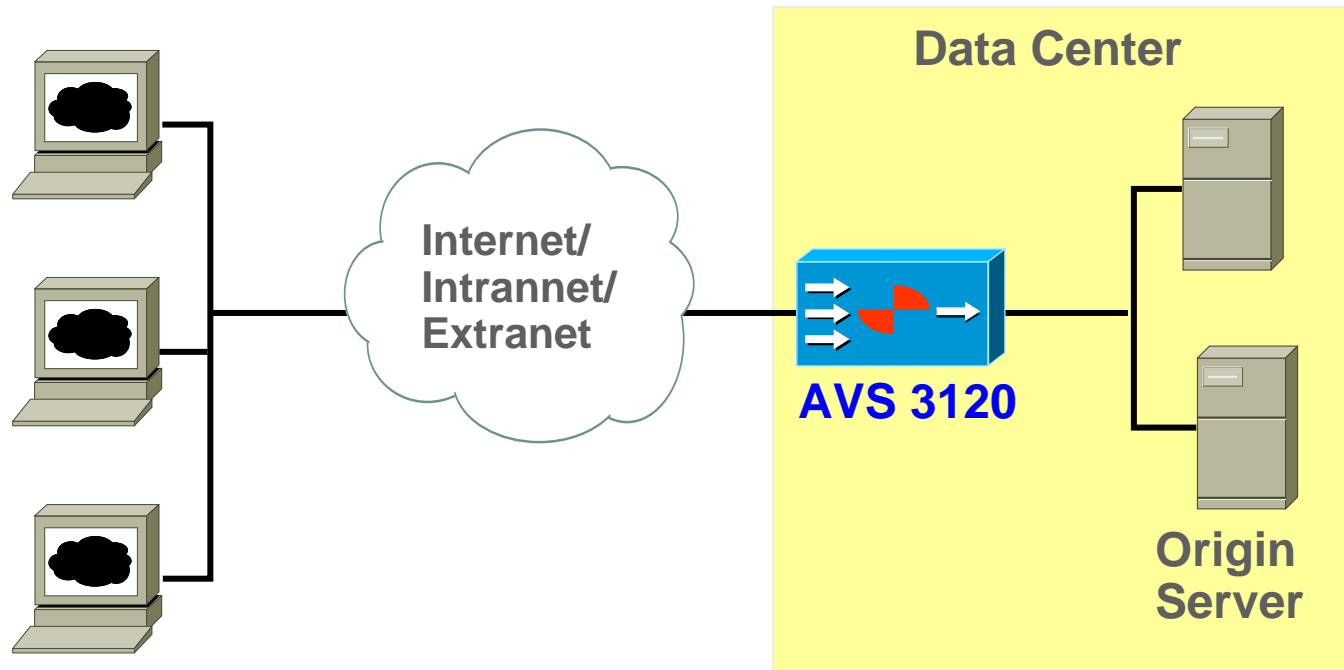 Data Center
Internet/
Intrannet/
Extranet
AVS 3120
Origin
Server